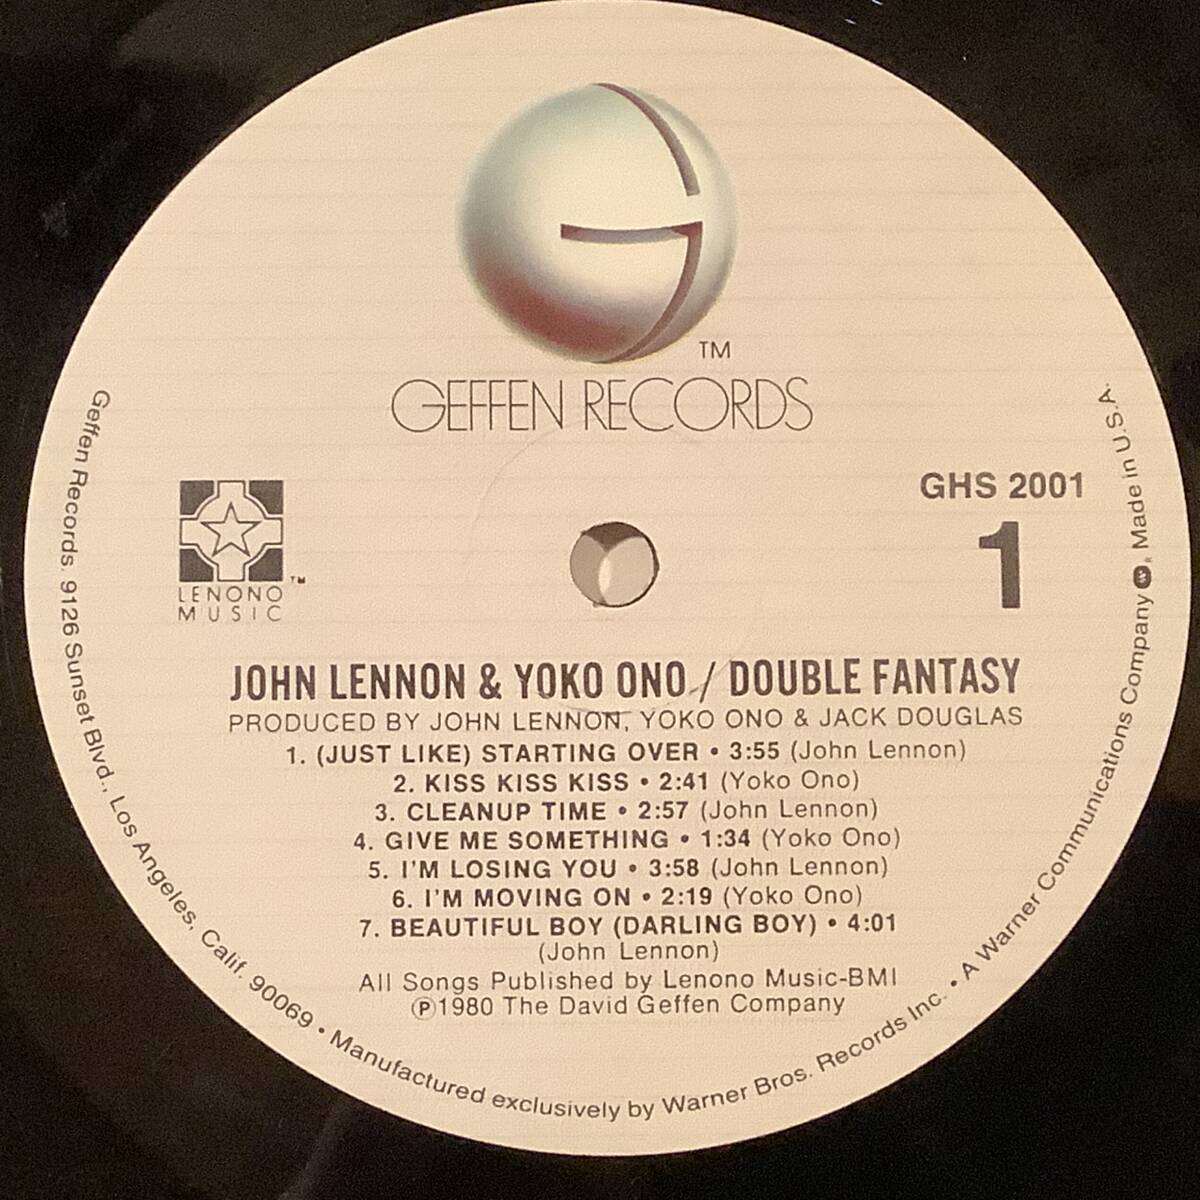 TM
GEFFEN RECORDS
GHS 2001
1
TM
LENONO
MUSIC
JOHN LENNON & YOKO ONO / DOUBLE FANTASY
PRODUCED BY JOHN LENNON, YOKO ONO & JACK DOUGLAS
1. (JUST LIKE) STARTING OVER • 3:55 (John Lennon)
2. KISS KISS KISS • 2:41 (Yoko Ono)
3. CLEANUP TIME • 2:57 (John Lennon)
4. GIVE ME SOMETHING • 1:34 (Yoko Ono)
5. I'M LOSING YOU • 3:58 (John Lennon)
6. I'M MOVING ON • 2:19 (Yoko Ono)
7. BEAUTIFUL BOY (DARLING BOY) • 4:01
(John Lennon)
All Songs Published by Lenono Music-BMI
℗1980 The David Geffen Company
Geffen Records. 9126 Sunset Blvd., Los Angeles, Calif. 90069 • Manufactured exclusively by Warner Bros. Records Inc. • A Warner Communications Company ® Made in U.S.A.